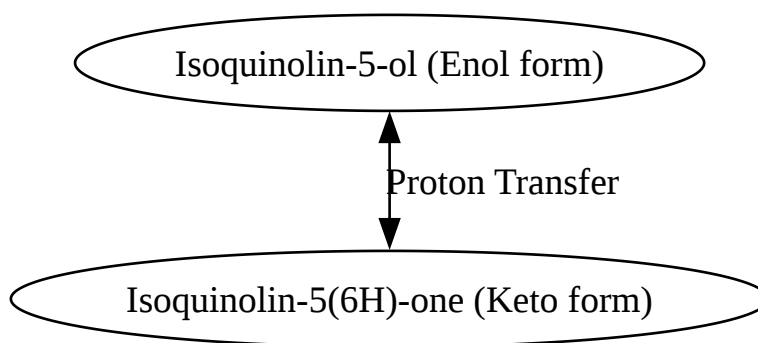 Isoquinolin-5-ol (Enol form)
Proton Transfer
Isoquinolin-5(6H)-one (Keto form)